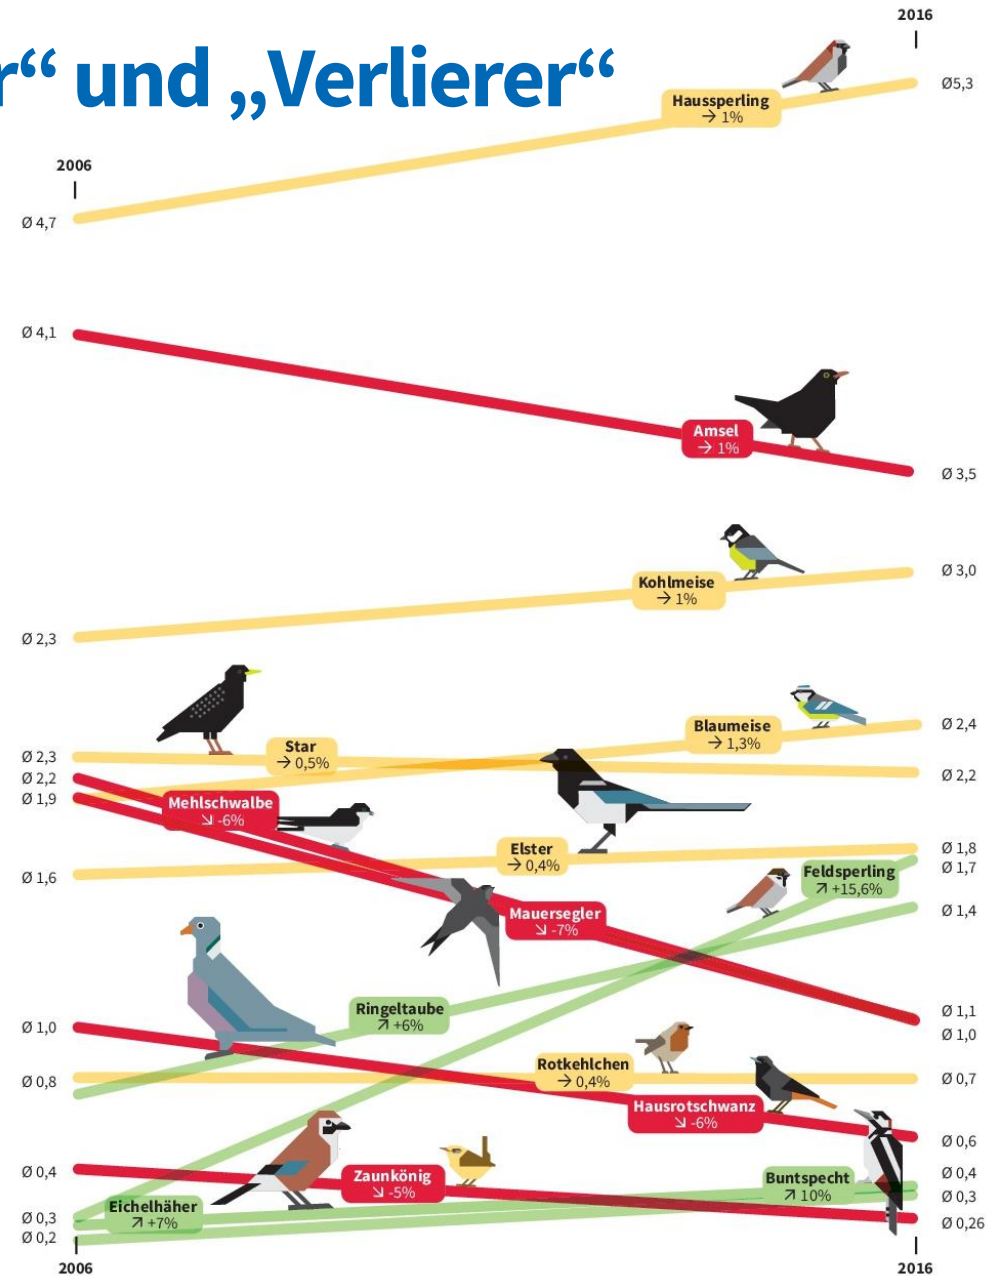 2016
r“ und „Verlierer“
Ø5,3
Haussperling
→ 1%
2006
Ø 4,7
Ø 4,1
Amsel
→ 1%
Ø 3,5
Ø 3,0
Kohlmeise
→ 1%
Ø 2,3
Ø 2,4
Blaumeise
→ 1,3%
Star
→ 0,5%
Ø 2,3
Ø 2,2
Ø 2,2
Ø 1,9
Mehlschwalbe
↘ -6%
Elster
→ 0,4%
Ø 1,8
Ø 1,7
Feldsperling
↗ +15,6%
Ø 1,6
Mauersegler
↘ -7%
Ø 1,4
Ringeltaube
↗ +6%
Ø 1,1
Ø 1,0
Ø 1,0
Rotkehlchen
→ 0,4%
Ø 0,8
Ø 0,7
Hausrotschwanz
↘ -6%
Ø 0,6
Ø 0,4
Zaunkönig
↘ -5%
Buntspecht
↗ 10%
Ø 0,4
Ø 0,3
Eichelhäher
↗ +7%
Ø 0,3
Ø 0,26
Ø 0,2
2006
2016